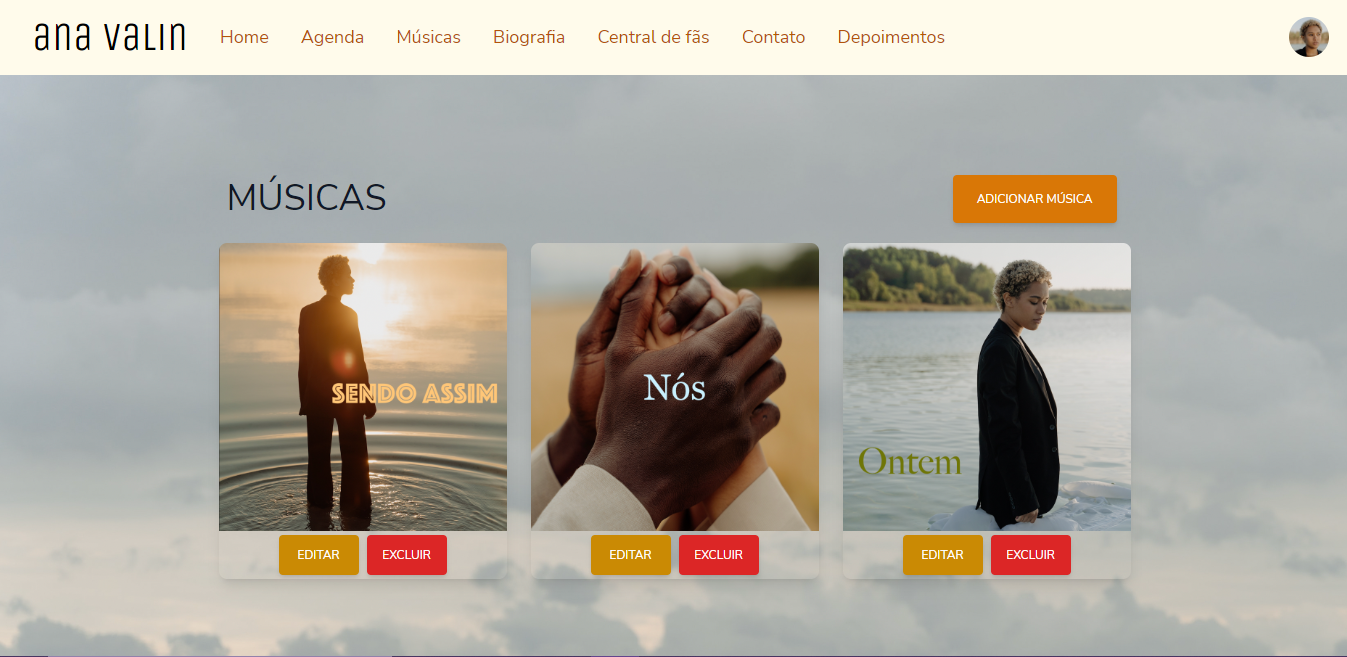 ana valin Home Agenda Músicas Biografia Central de fãs Contato Depoimentos
MÚSICAS
ADICIONAR MÚSICA
SENDO ASSIM
Nós
Ontem
EDITAR EXCLUIR EDITAR EXCLUIR EDITAR EXCLUIR